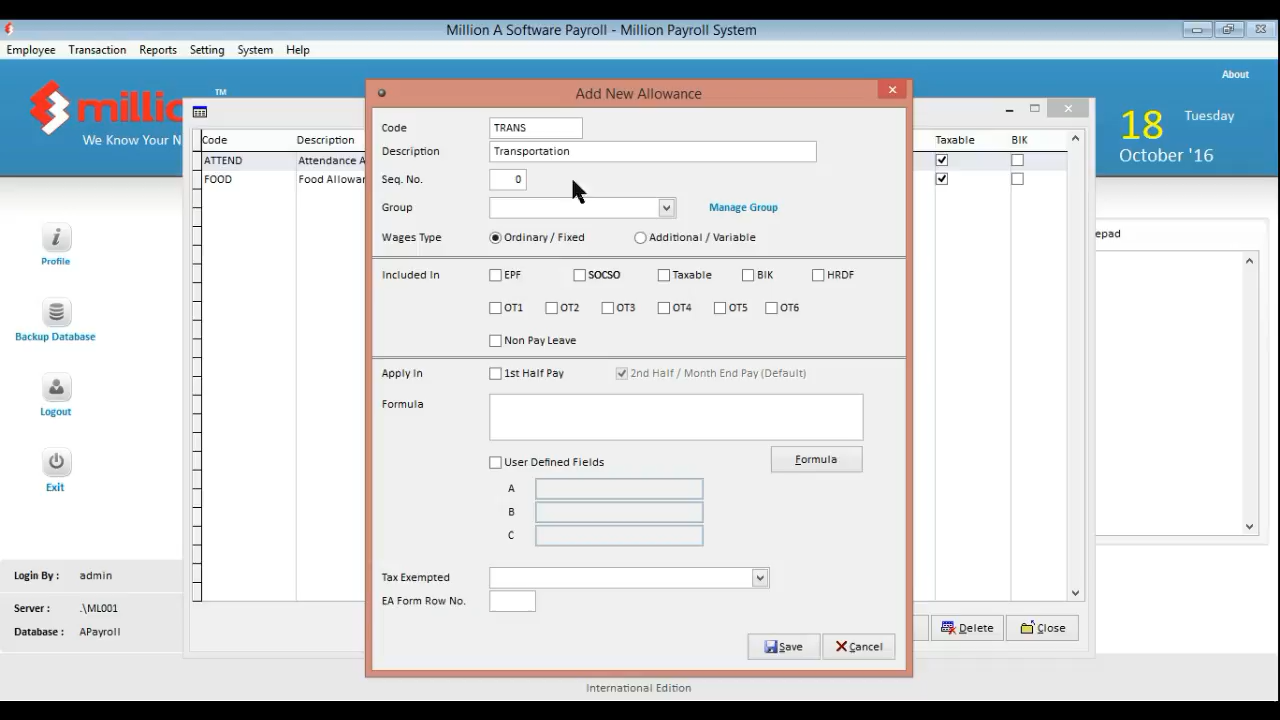 Million A Software Payroll - Million Payroll System
Employee Transaction Reports Setting System Help
About
TM
millio
We Know Your N
18 Tuesday
October '16
Code Description Taxable BIK
ATTEND Attendance A
FOOD Food Allowar
Add New Allowance
Code TRANS
Description Transportation
Seq. No. 0
Group Manage Group
Wages Type Ordinary / Fixed Additional / Variable
Included In EPF SOCSO Taxable BIK HRDF
OT1 OT2 OT3 OT4 OT5 OT6
Non Pay Leave
Apply In 1st Half Pay 2nd Half / Month End Pay (Default)
Formula
Formula
User Defined Fields
A
B
C
Tax Exempted
EA Form Row No.
Save Cancel
Profile
Backup Database
Logout
Exit
epad
Login By : admin
Server : .\ML001
Database : APayroll
Delete Close
International Edition